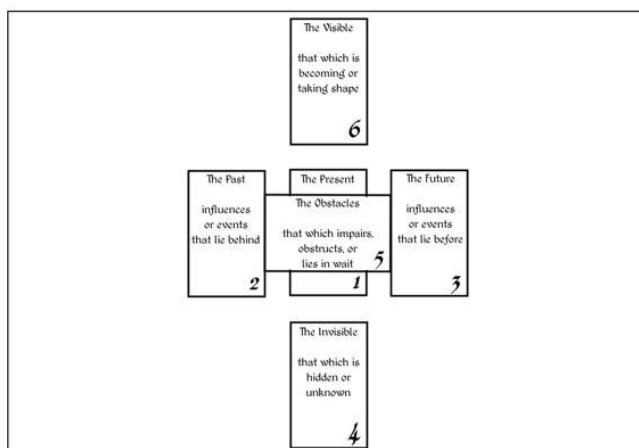 The Visible
that which is
becoming or
taking shape
6
The Past
influences
or events
that lie behind
2
The Present
1
The Obstacles
that which impairs,
obstructs, or
lies in wait
5
The Future
influences
or events
that lie before
3
The Invisible
that which is
hidden or
unknown
4